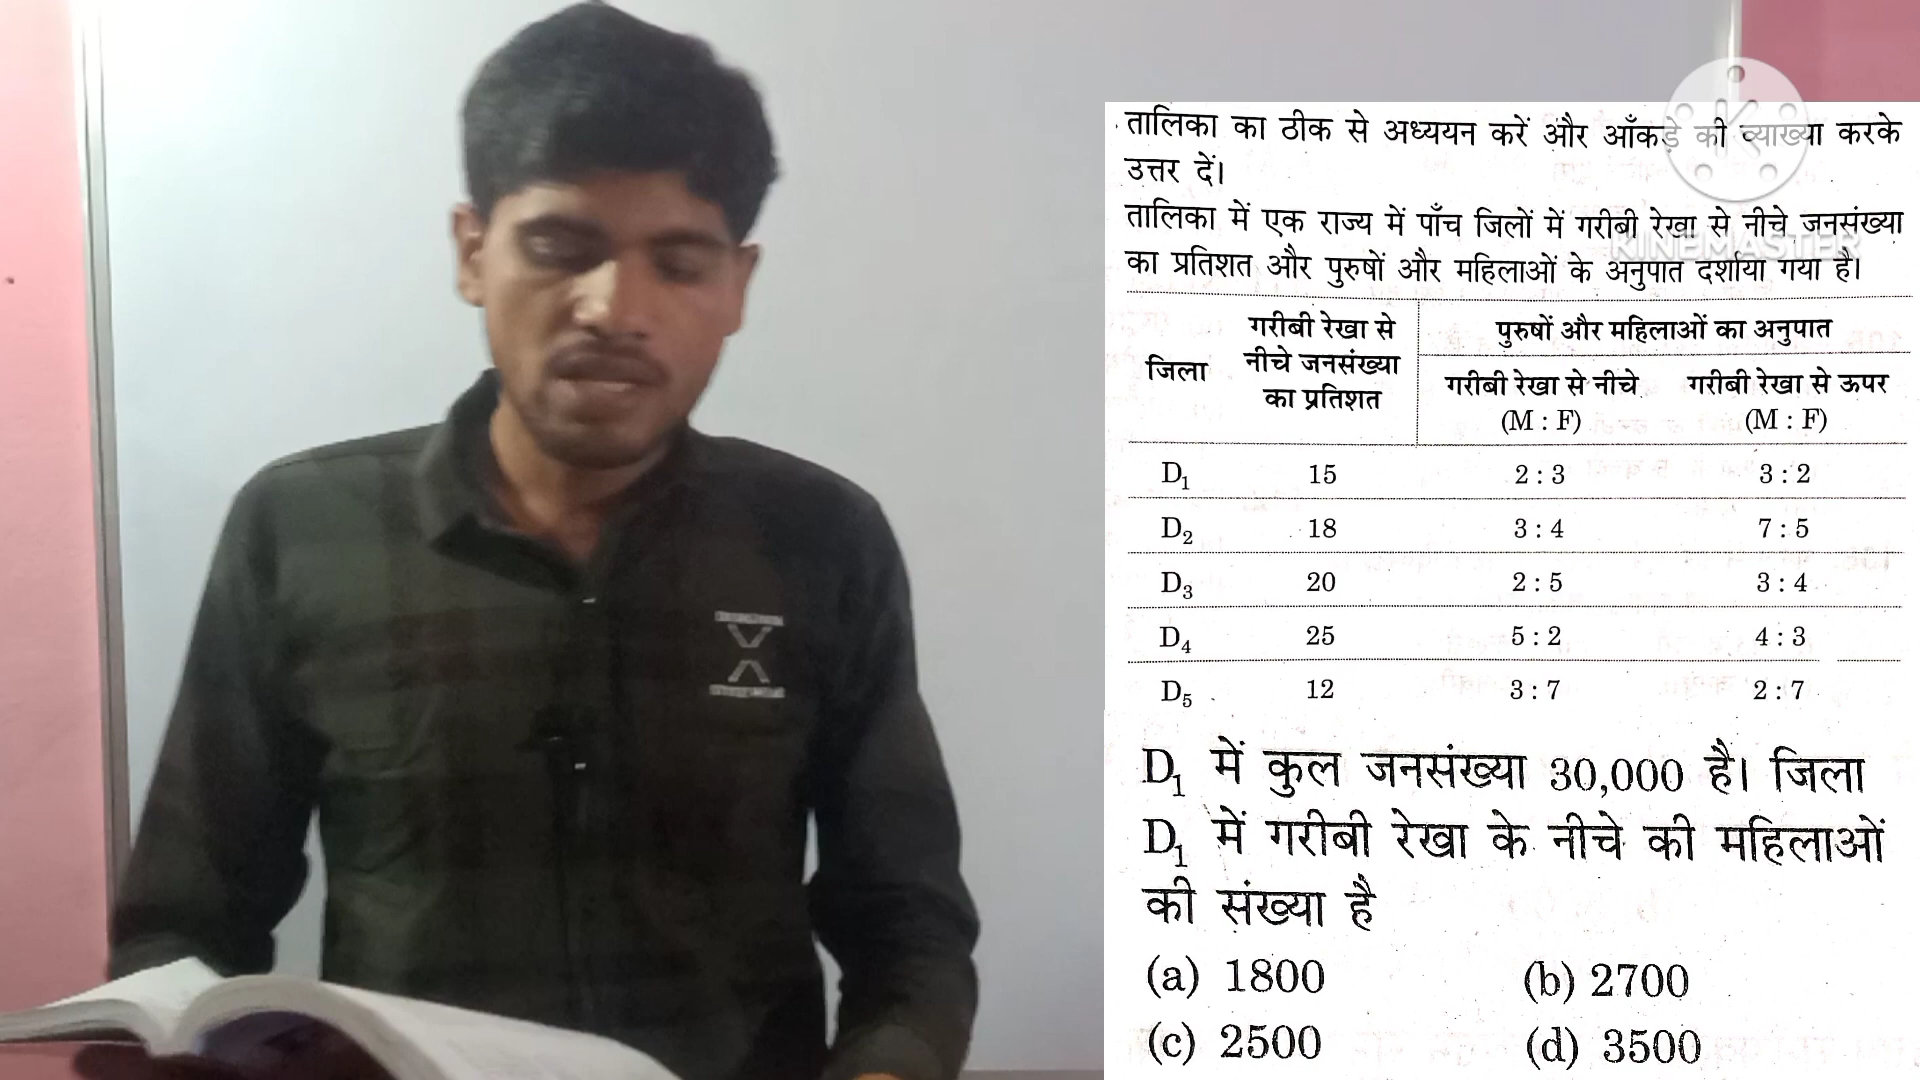 तालिका का ठीक से अध्ययन करें और आँकड़े की व्याख्या करके
उत्तर दें।
तालिका में एक राज्य में पाँच जिलों में गरीबी रेखा से नीचे जनसंख्या
का प्रतिशत और पुरुषों और महिलाओं के अनुपात दर्शाया गया है।
KINEMASTER
जिला गरीबी रेखा से नीचे जनसंख्या का प्रतिशत पुरुषों और महिलाओं का अनुपात
गरीबी रेखा से नीचे (M : F) गरीबी रेखा से ऊपर (M : F)
D1 15 2 : 3 3 : 2
D2 18 3 : 4 7 : 5
D3 20 2 : 5 3 : 4
D4 25 5 : 2 4 : 3
D5 12 3 : 7 2 : 7
D1 में कुल जनसंख्या 30,000 है। जिला
D1 में गरीबी रेखा के नीचे की महिलाओं
की संख्या है
(a) 1800 (b) 2700
(c) 2500 (d) 3500